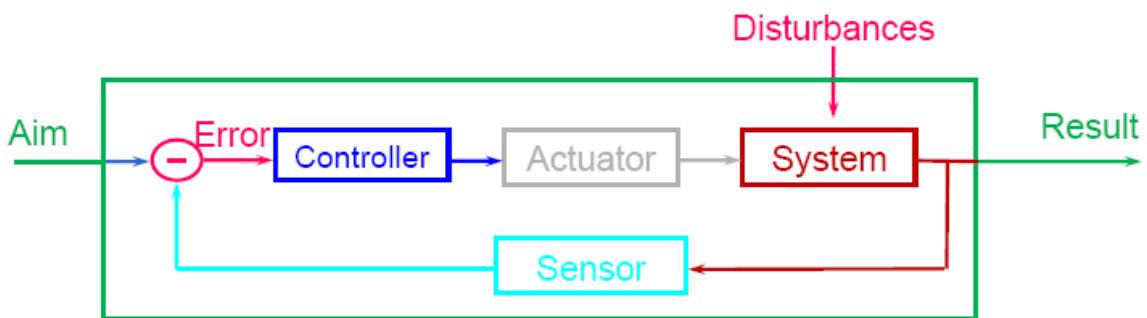 Disturbances
Aim
Error
Controller
Actuator
System
Result
-
Sensor